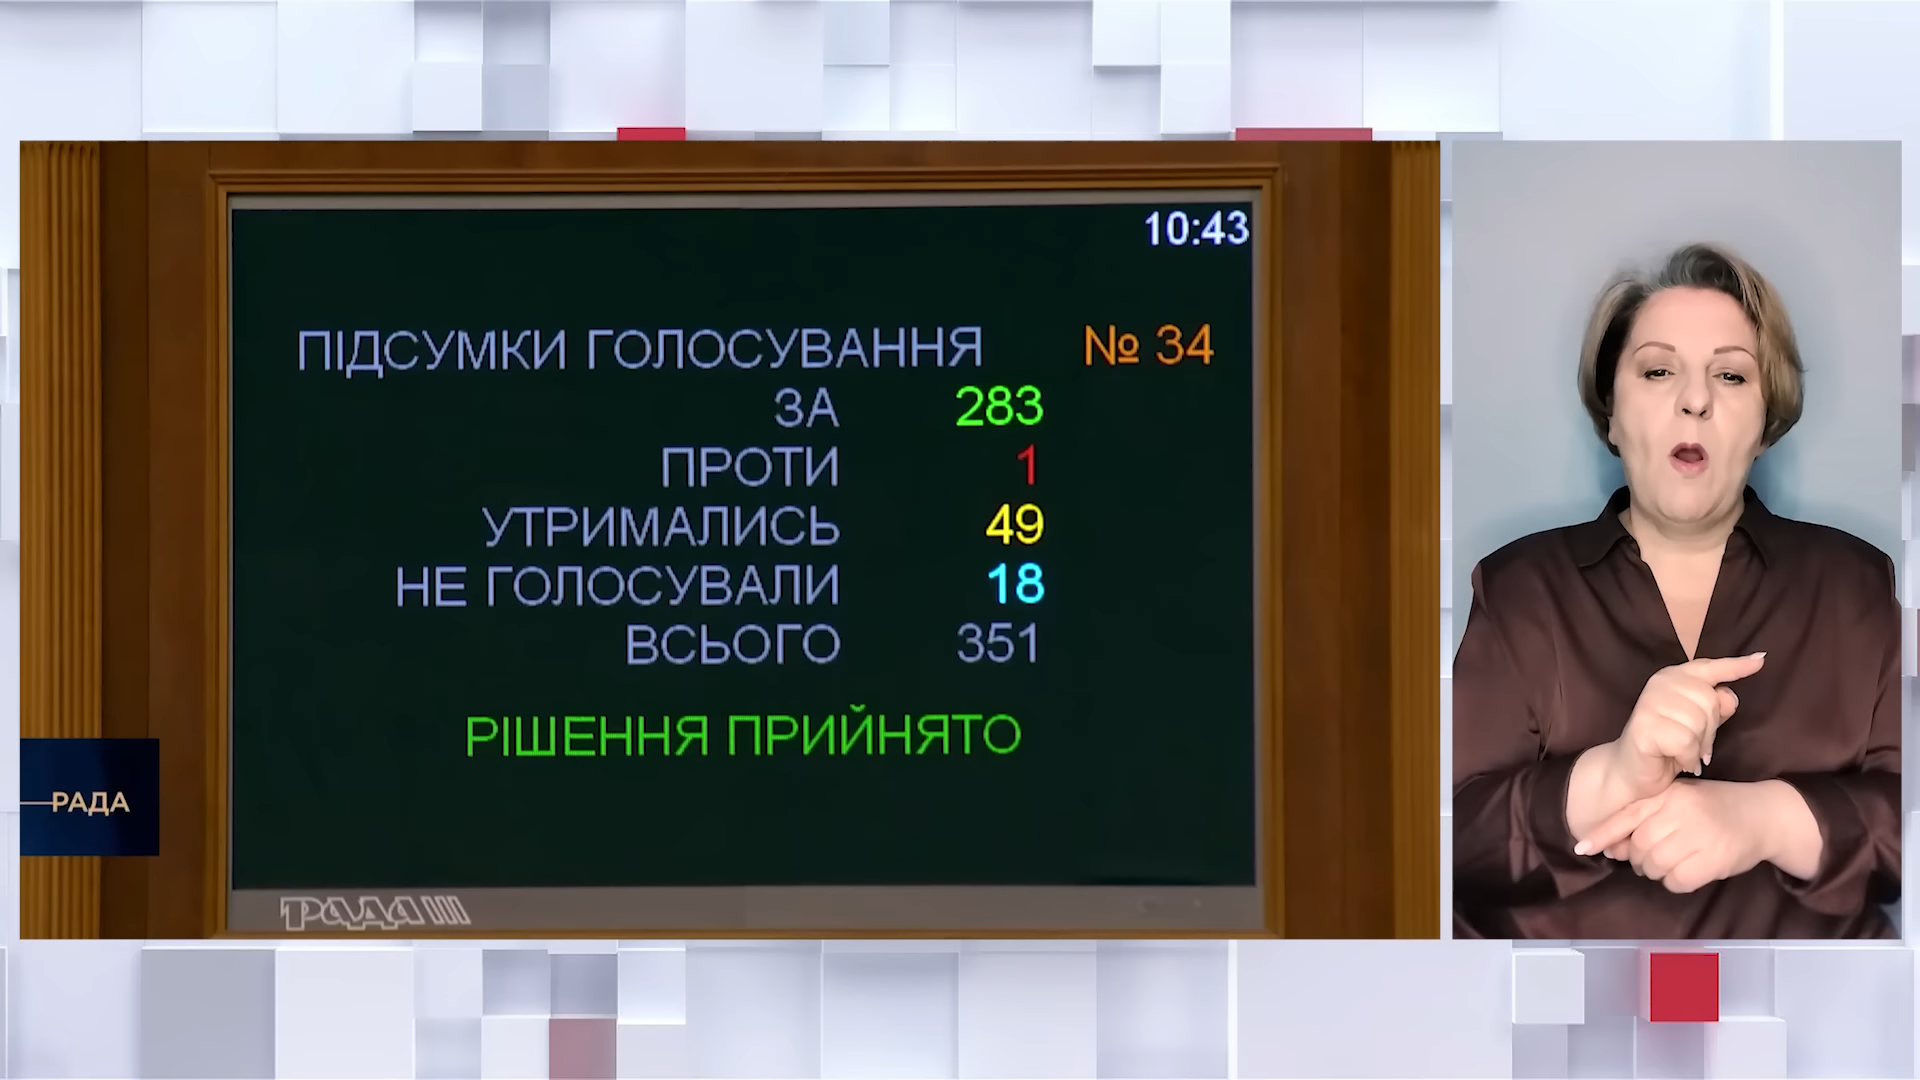 10:43
ПІДСУМКИ ГОЛОСУВАННЯ № 34
ЗА 283
ПРОТИ 1
УТРИМАЛИСЬ 49
НЕ ГОЛОСУВАЛИ 18
ВСЬОГО 351
РІШЕННЯ ПРИЙНЯТО
РАДА
РАДА III